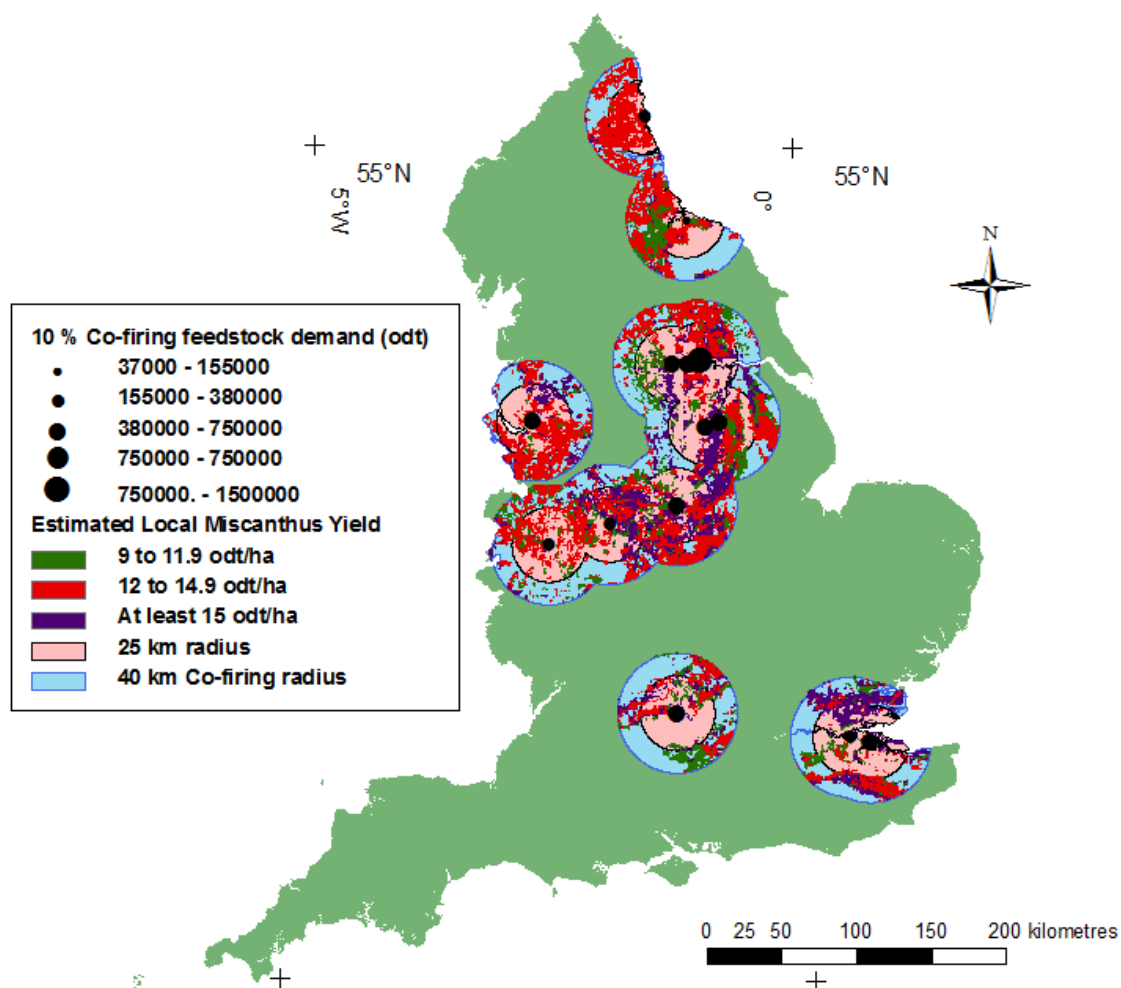 55°N
5°W
0°
55°N
N
10 % Co-firing feedstock demand (odt)
37000 - 155000
155000 - 380000
380000 - 750000
750000 - 750000
750000. - 1500000
Estimated Local Miscanthus Yield
9 to 11.9 odt/ha
12 to 14.9 odt/ha
At least 15 odt/ha
25 km radius
40 km Co-firing radius
0 25 50 100 150 200 kilometres